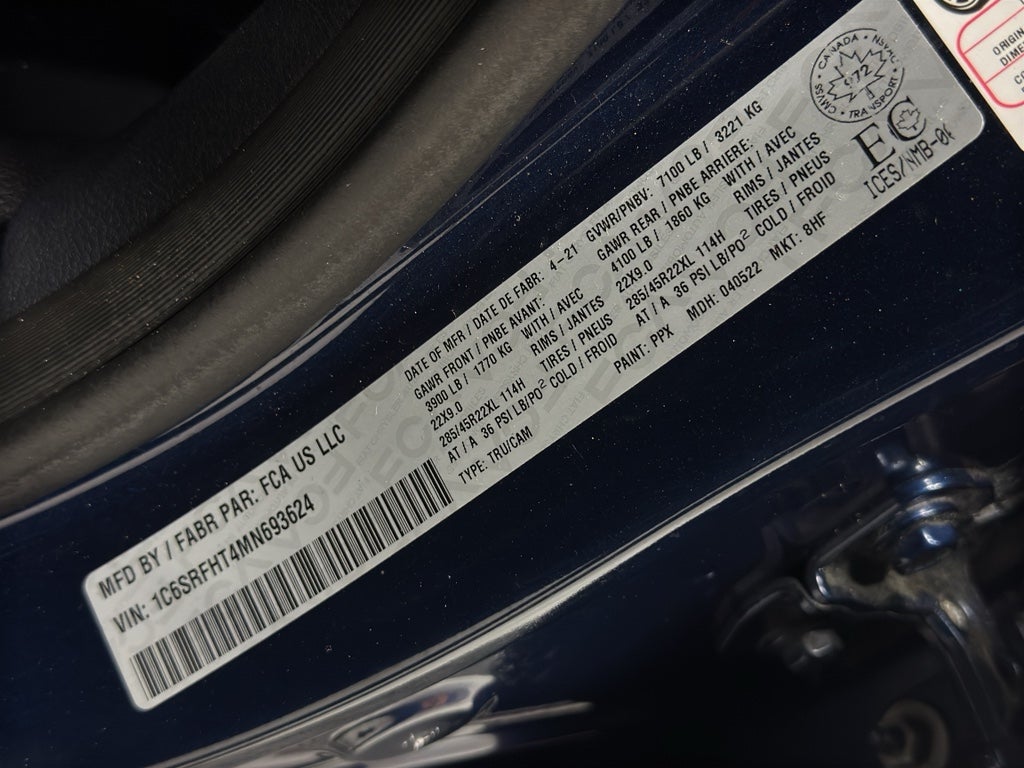 MFD BY / FABR PAR: FCA US LLC
VIN: 1C6SRFHT4MN693624
DATE OF MFR / DATE DE FABR: 4-21 GVWR/PNBV: 7100 LB / 3221 KG
GAWR FRONT / PNBE AVANT: GAWR REAR / PNBE ARRIERE:
3900 LB / 1770 KG WITH / AVEC 4100 LB / 1860 KG WITH / AVEC
22X9.0 RIMS / JANTES 22X9.0 RIMS / JANTES
285/45R22XL 114H TIRES / PNEUS 285/45R22XL 114H TIRES / PNEUS
AT / A 36 PSI LB/PO² COLD / FROID AT / A 36 PSI LB/PO² COLD / FROID
TYPE: TRU/CAM PAINT: PPX MDH: 040522 MKT: 8HF
CANADA • NSVAC • TRANSPORT • CMVSS
972
EC
ICES/NMB-
ORIGIN